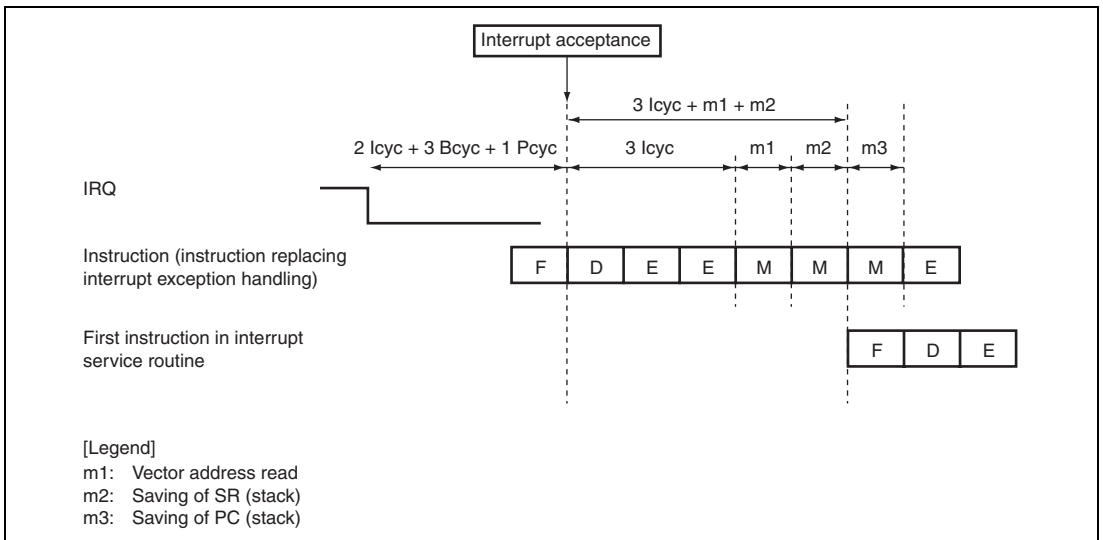 Interrupt acceptance
3 Icyc + m1 + m2
2 Icyc + 3 Bcyc + 1 Pcyc
3 Icyc
m1
m2
m3
IRQ
Instruction (instruction replacing
interrupt exception handling)
F D E E M M M E
First instruction in interrupt
service routine
F D E
[Legend]
m1: Vector address read
m2: Saving of SR (stack)
m3: Saving of PC (stack)